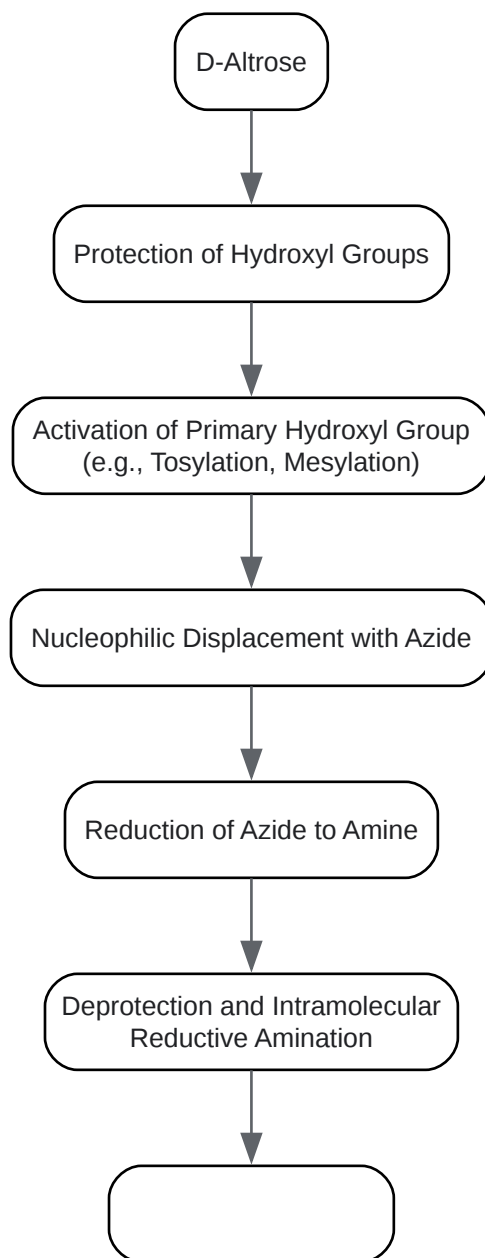 D-Altrose
Protection of Hydroxyl Groups
Activation of Primary Hydroxyl Group
(e.g., Tosylation, Mesylation)
Nucleophilic Displacement with Azide
Reduction of Azide to Amine
Deprotection and Intramolecular
Reductive Amination